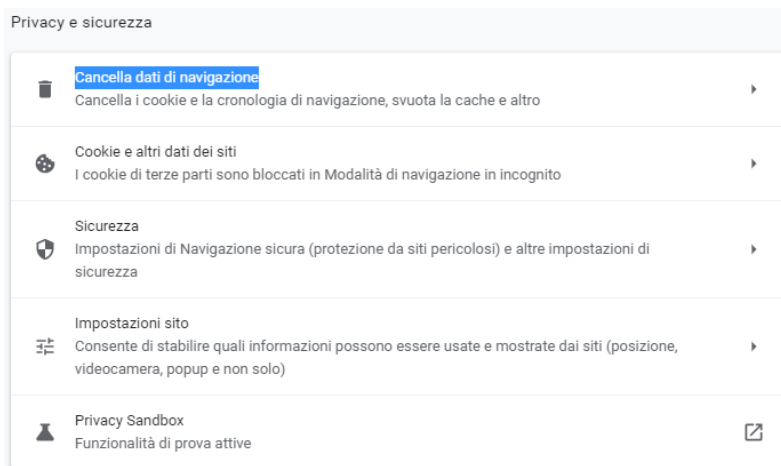 Privacy e sicurezza
Cancella dati di navigazione
Cancella i cookie e la cronologia di navigazione, svuota la cache e altro
Cookie e altri dati dei siti
I cookie di terze parti sono bloccati in Modalità di navigazione in incognito
Sicurezza
Impostazioni di Navigazione sicura (protezione da siti pericolosi) e altre impostazioni di
sicurezza
Impostazioni sito
Consente di stabilire quali informazioni possono essere usate e mostrate dai siti (posizione,
videocamera, popup e non solo)
Privacy Sandbox
Funzionalità di prova attive